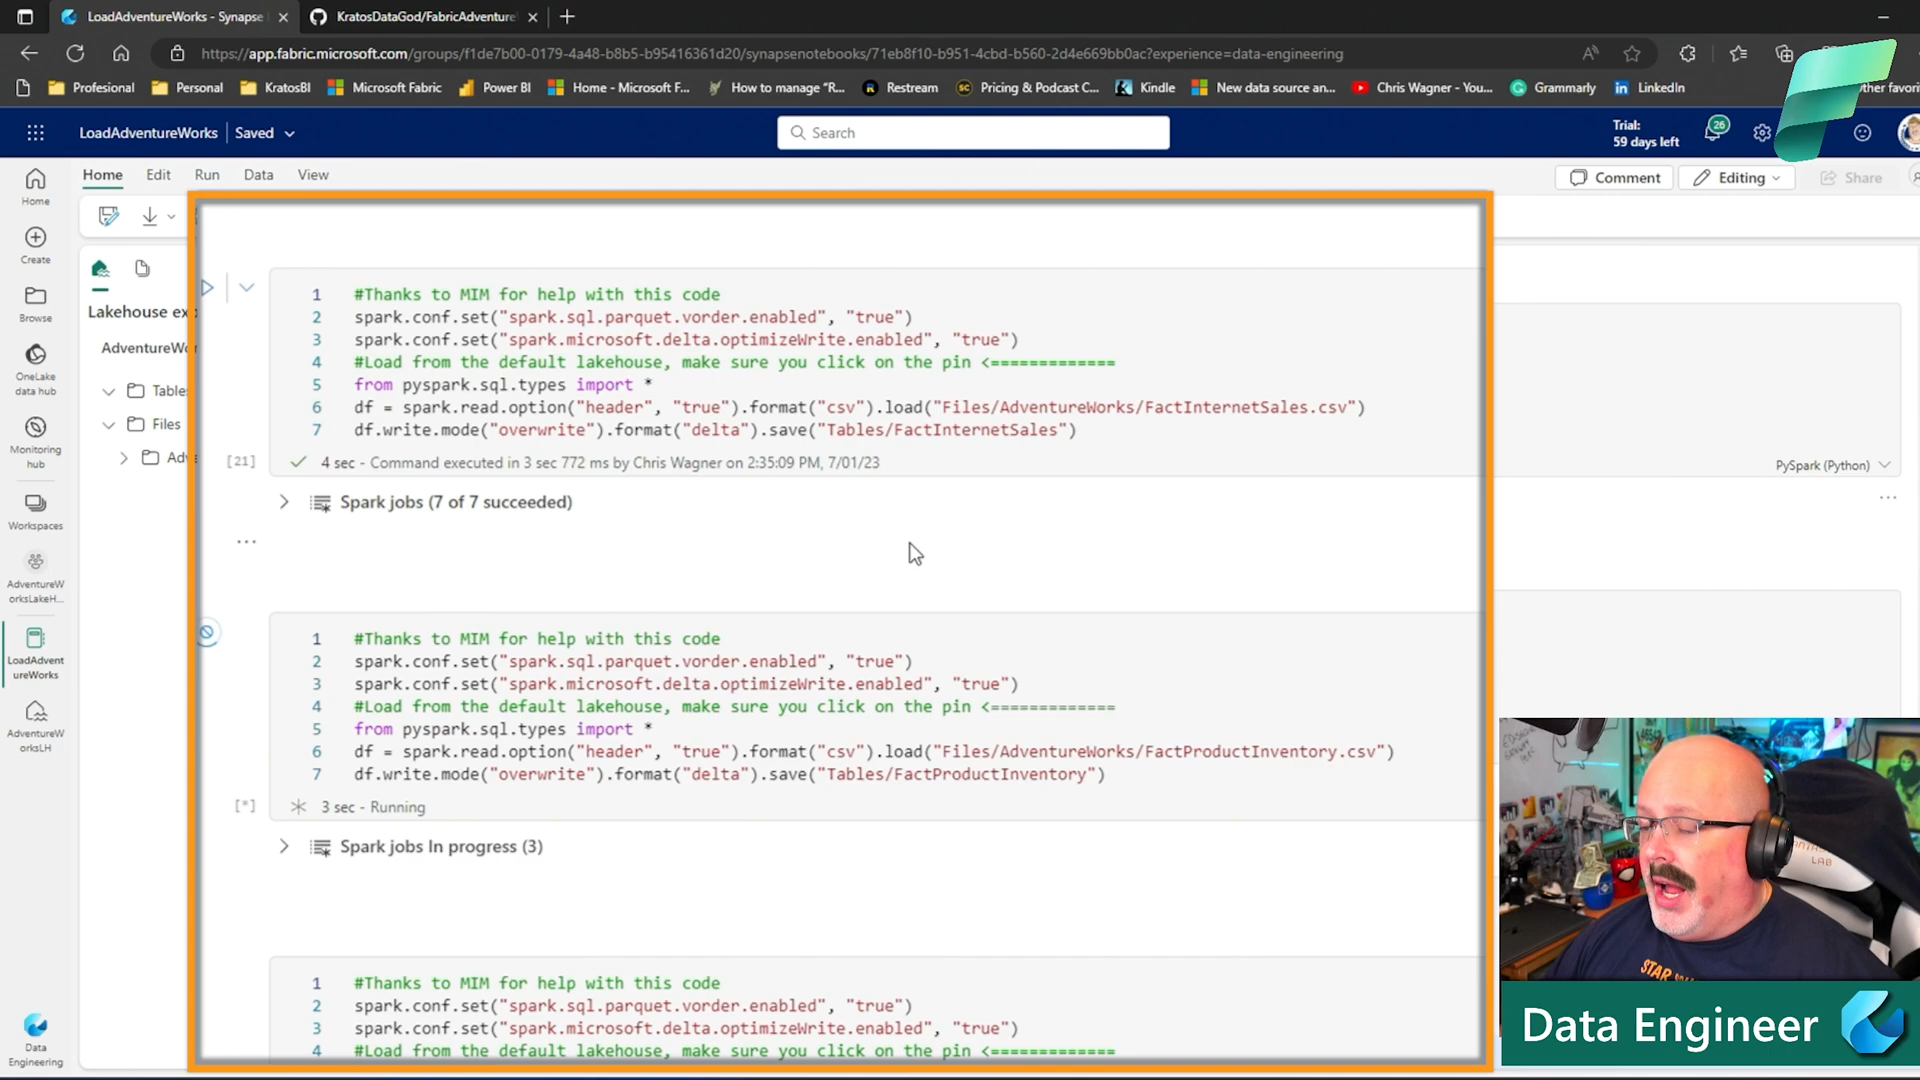 LoadAdventureWorks - Synapse
KratosDataGod/FabricAdventure
https://app.fabric.microsoft.com/groups/f1de7b00-0179-4a48-b8b5-b95416361d20/synapsenotebooks/71eb8f10-b951-4cbd-b560-2d4e669bb0ac?experience=data-engineering
Profesional
Personal
KratosBI
Microsoft Fabric
Power BI
Home - Microsoft F...
How to manage “R...
Restream
Pricing & Podcast C...
Kindle
New data source an...
Chris Wagner - You...
Grammarly
LinkedIn
ther favori
LoadAdventureWorks | Saved
Search
Trial:
59 days left
26
Home Edit Run Data View
Comment
Editing
Share
Home
Create
Browse
OneLake
data hub
Monitoring
hub
Workspaces
AdventureW
orksLakeH...
LoadAdvent
ureWorks
AdventureW
orksLH
Data
Engineering
Lakehouse ex
AdventureWo
Table
Files
Adv
1 #Thanks to MIM for help with this code
2 spark.conf.set("spark.sql.parquet.vorder.enabled", "true")
3 spark.conf.set("spark.microsoft.delta.optimizeWrite.enabled", "true")
4 #Load from the default lakehouse, make sure you click on the pin <=============
5 from pyspark.sql.types import *
6 df = spark.read.option("header", "true").format("csv").load("Files/AdventureWorks/FactInternetSales.csv")
7 df.write.mode("overwrite").format("delta").save("Tables/FactInternetSales")
[21] 4 sec - Command executed in 3 sec 772 ms by Chris Wagner on 2:35:09 PM, 7/01/23
PySpark (Python)
Spark jobs (7 of 7 succeeded)
1 #Thanks to MIM for help with this code
2 spark.conf.set("spark.sql.parquet.vorder.enabled", "true")
3 spark.conf.set("spark.microsoft.delta.optimizeWrite.enabled", "true")
4 #Load from the default lakehouse, make sure you click on the pin <=============
5 from pyspark.sql.types import *
6 df = spark.read.option("header", "true").format("csv").load("Files/AdventureWorks/FactProductInventory.csv")
7 df.write.mode("overwrite").format("delta").save("Tables/FactProductInventory")
[*] 3 sec - Running
Spark jobs In progress (3)
1 #Thanks to MIM for help with this code
2 spark.conf.set("spark.sql.parquet.vorder.enabled", "true")
3 spark.conf.set("spark.microsoft.delta.optimizeWrite.enabled", "true")
4 #Load from the default lakehouse, make sure you click on the pin <=============
LAB
STAR
Data Engineer